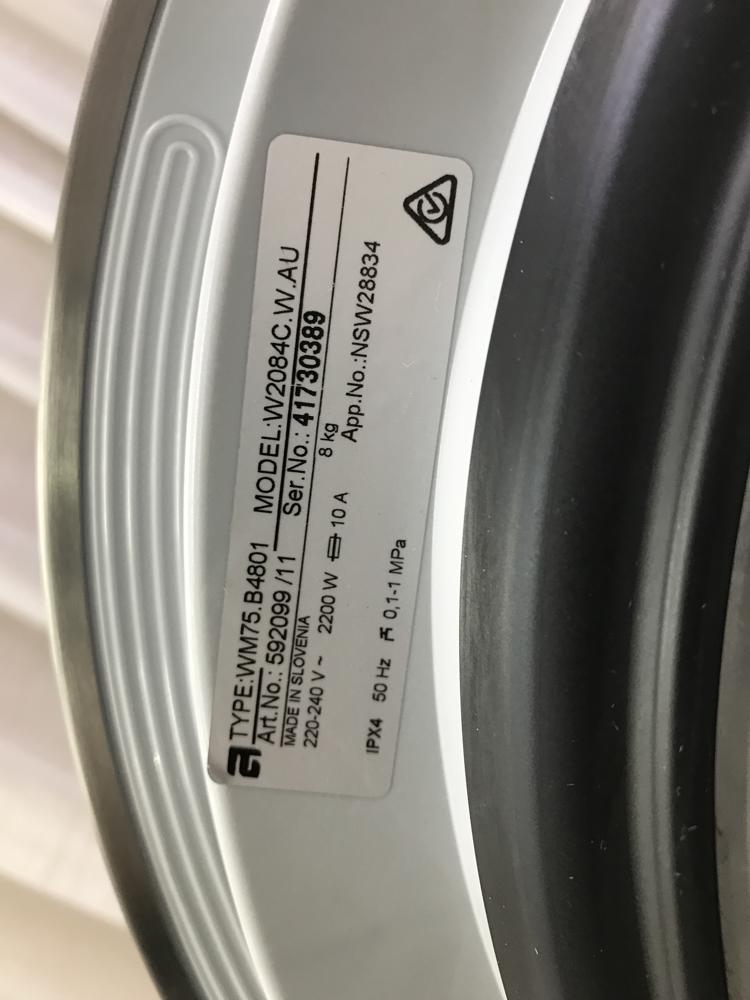 TYPE:WM75.B4801 MODEL:W2084C.W.AU
Art.No.: 592099 /11 Ser.No.: 41730389
MADE IN SLOVENIA
220-240 V ~ 2200 W 10 A 8 kg
App.No.:NSW28834
IPX4 50 Hz 0,1-1 MPa